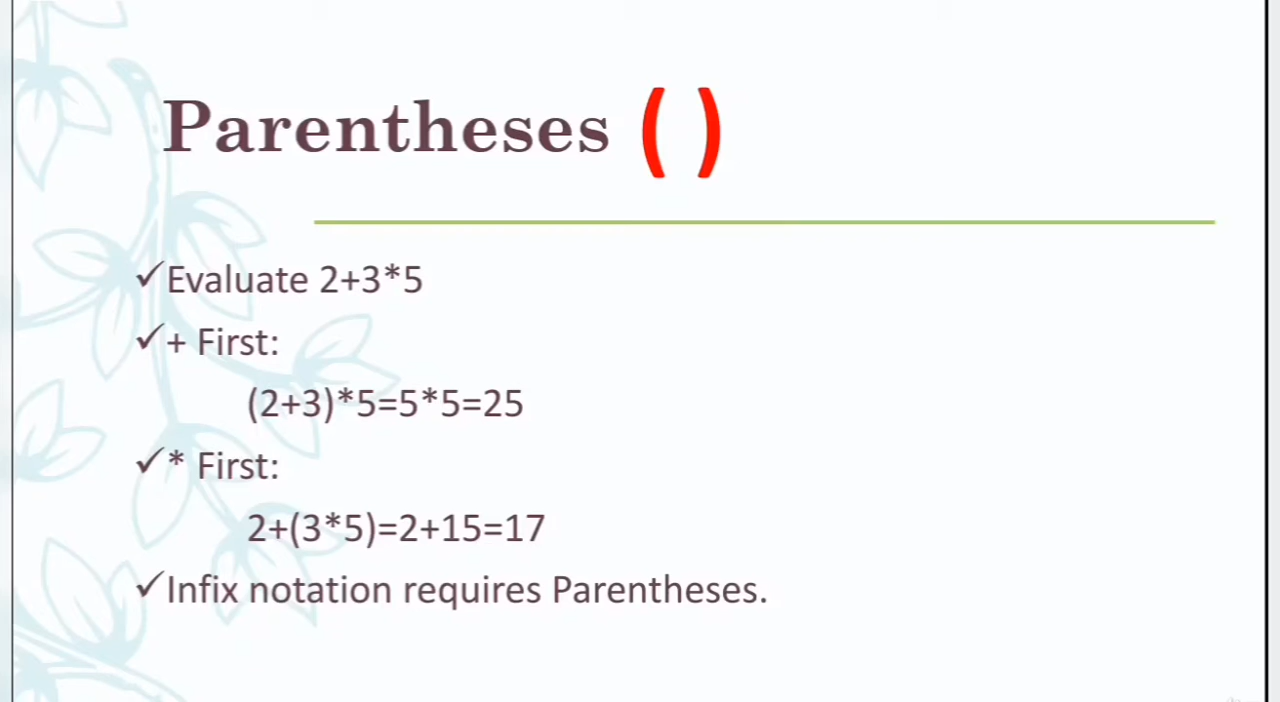 Parentheses ( )
✓Evaluate 2+3*5
✓+ First:
(2+3)*5=5*5=25
✓* First:
2+(3*5)=2+15=17
✓Infix notation requires Parentheses.